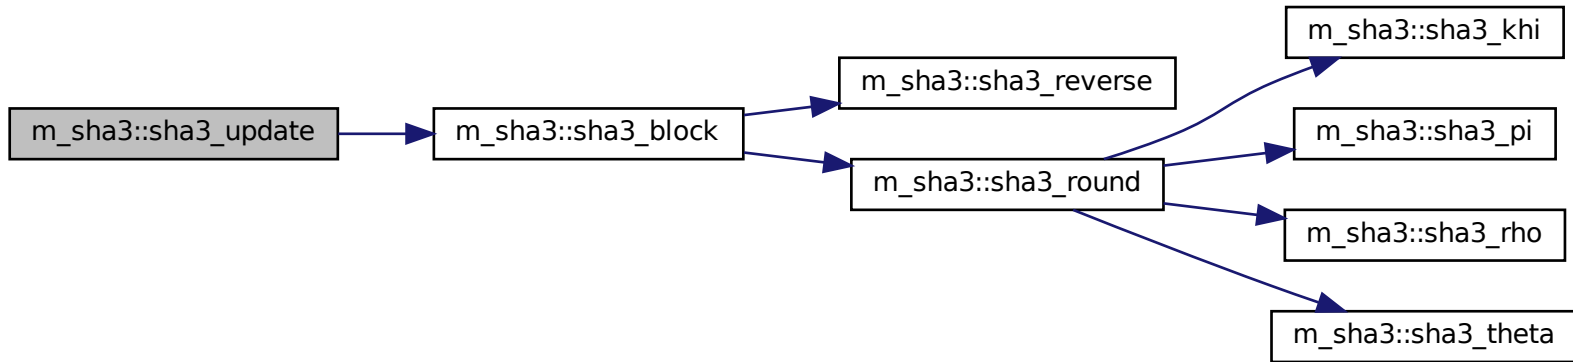 m_sha3::sha3_update
m_sha3::sha3_block
m_sha3::sha3_reverse
m_sha3::sha3_round
m_sha3::sha3_khi
m_sha3::sha3_pi
m_sha3::sha3_rho
m_sha3::sha3_theta